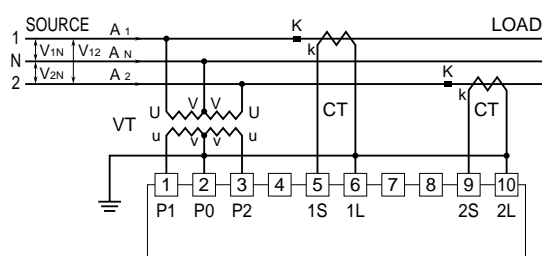 SOURCE A1 K LOAD
1
k
N V1N V12 AN
V2N K
2 A2 k
U V V U CT CT
VT
u v v u
1 2 3 4 5 6 7 8 9 10
P1 P0 P2 1S 1L 2S 2L